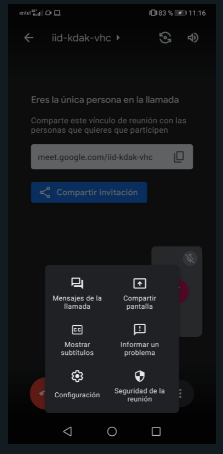 83 % 11:16
iid-kdak-vhc
Eres la única persona en la llamada
Comparte este vínculo de reunión con las
personas que quieres que participen
meet.google.com/iid-kdak-vhc
Compartir invitación
Mensajes de la
llamada
Compartir
pantalla
Mostrar
subtítulos
Informar un
problema
Configuración
Seguridad de la
reunión